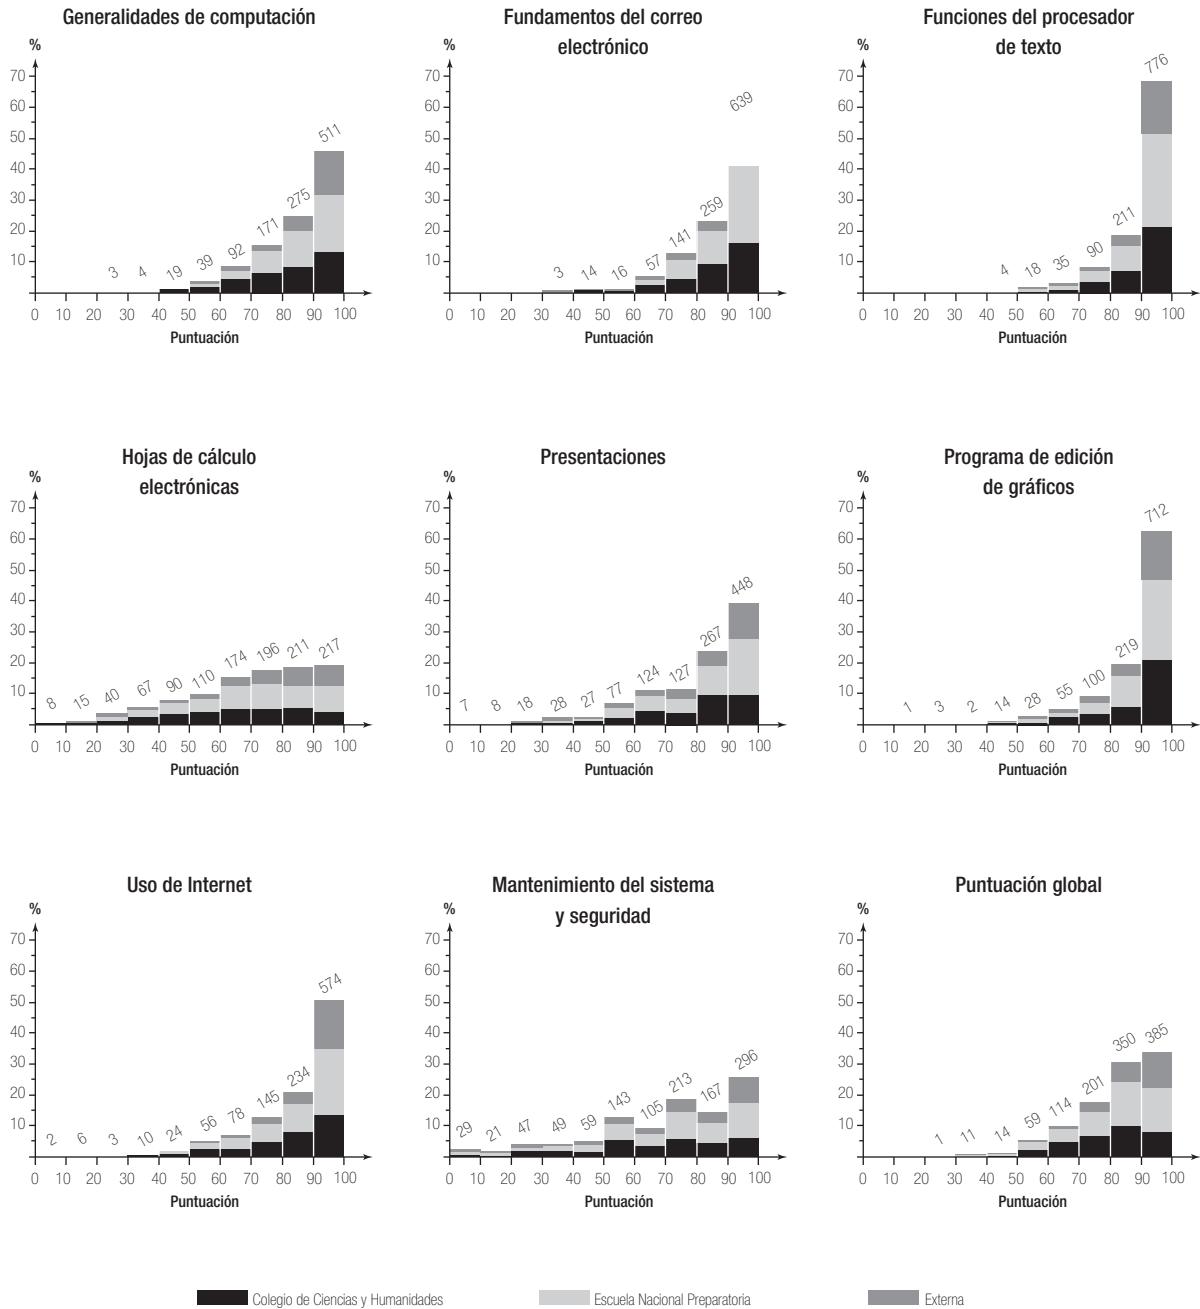 Generalidades de computación
%
70
60
50
40
30
20
10
3 4 19 39 92 171 275 511
0 10 20 30 40 50 60 70 80 90 100
Puntuación
Fundamentos del correo
electrónico
%
70
60
50
40
30
20
10
3 14 16 57 141 259 639
0 10 20 30 40 50 60 70 80 90 100
Puntuación
Funciones del procesador
de texto
%
70
60
50
40
30
20
10
4 18 35 90 211 776
0 10 20 30 40 50 60 70 80 90 100
Puntuación
Hojas de cálculo
electrónicas
%
70
60
50
40
30
20
10
8 15 40 67 90 110 174 196 211 217
0 10 20 30 40 50 60 70 80 90 100
Puntuación
Presentaciones
%
70
60
50
40
30
20
10
7 8 18 28 27 77 124 127 267 448
0 10 20 30 40 50 60 70 80 90 100
Puntuación
Programa de edición
de gráficos
%
70
60
50
40
30
20
10
1 3 2 14 28 55 100 219 712
0 10 20 30 40 50 60 70 80 90 100
Puntuación
Uso de Internet
%
70
60
50
40
30
20
10
2 6 3 10 24 56 78 145 234 574
0 10 20 30 40 50 60 70 80 90 100
Puntuación
Mantenimiento del sistema
y seguridad
%
70
60
50
40
30
20
10
29 21 47 49 59 143 105 213 167 296
0 10 20 30 40 50 60 70 80 90 100
Puntuación
Puntuación global
%
70
60
50
40
30
20
10
1 11 14 59 114 201 350 385
0 10 20 30 40 50 60 70 80 90 100
Puntuación
Colegio de Ciencias y Humanidades Escuela Nacional Preparatoria Externa